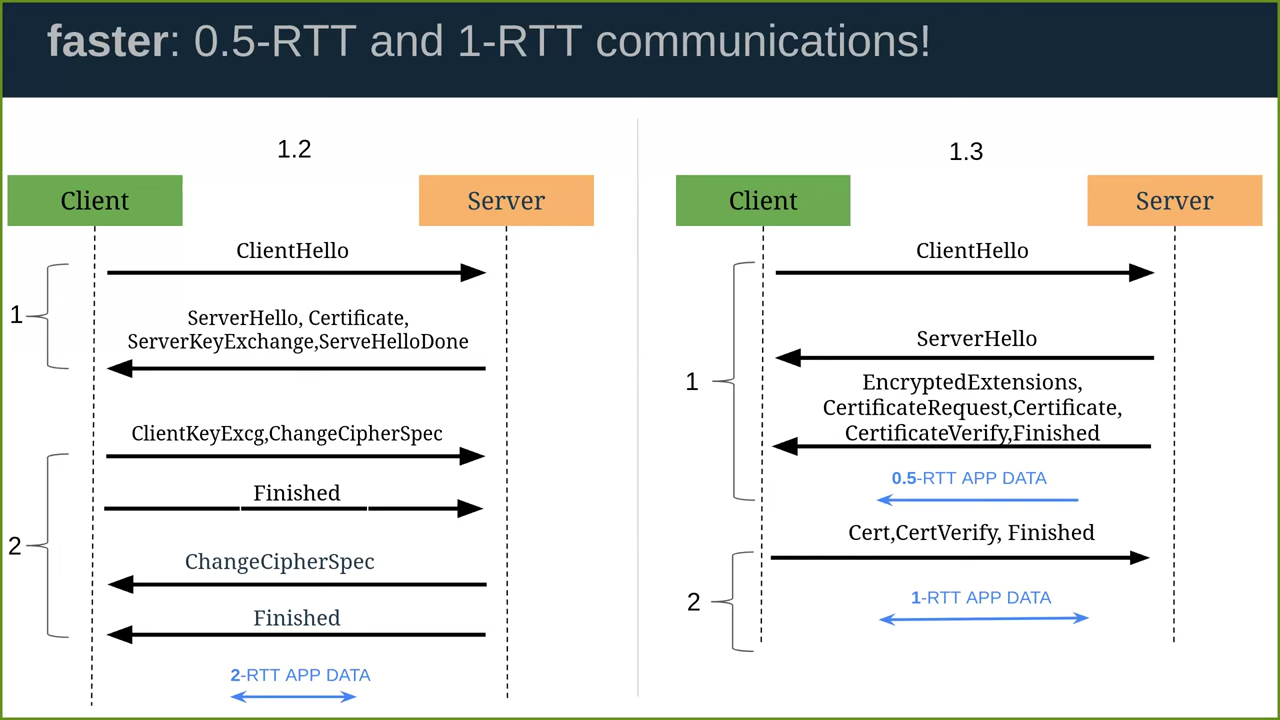 faster: 0.5-RTT and 1-RTT communications!
1.2
Client
Server
ClientHello
1
ServerHello, Certificate,
ServerKeyExchange,ServeHelloDone
ClientKeyExcg,ChangeCipherSpec
Finished
2
ChangeCipherSpec
Finished
2-RTT APP DATA
1.3
Client
Server
ClientHello
ServerHello
1
EncryptedExtensions,
CertificateRequest,Certificate,
CertificateVerify,Finished
0.5-RTT APP DATA
Cert,CertVerify, Finished
2
1-RTT APP DATA